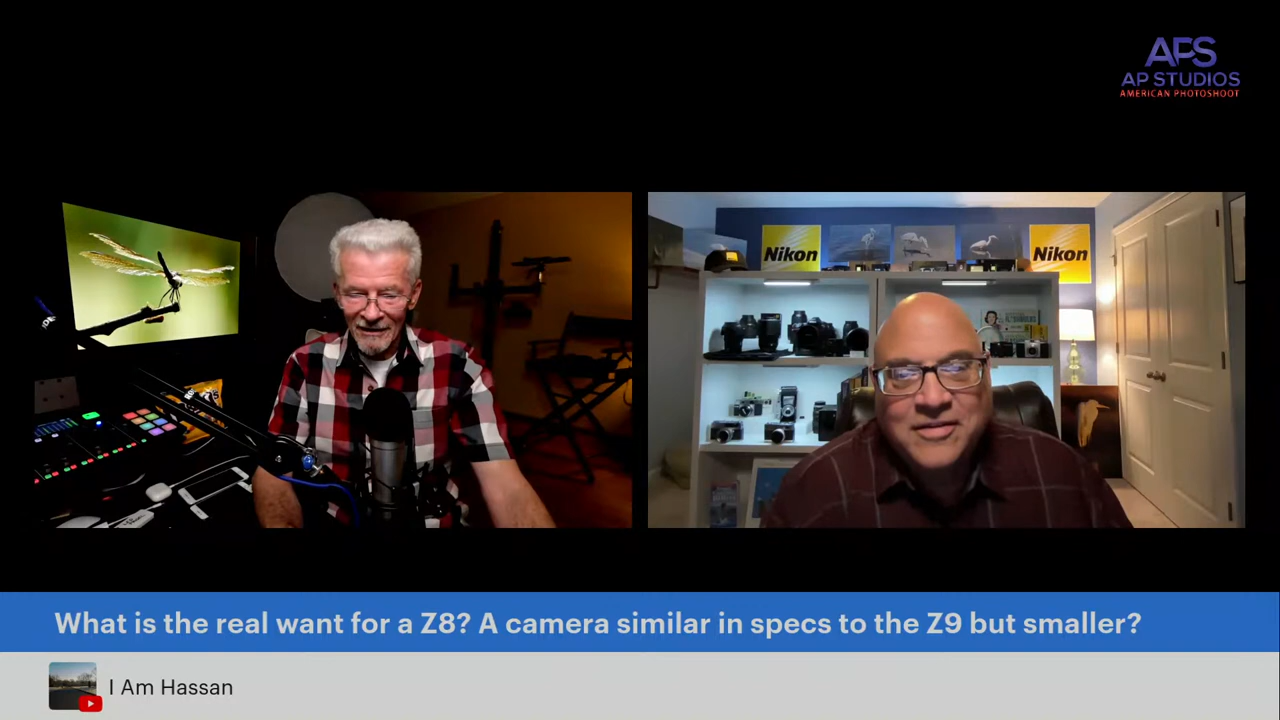 APS
AP STUDIOS
AMERICAN PHOTOSHOOT
Nikon
Nikon
What is the real want for a Z8? A camera similar in specs to the Z9 but smaller?
I Am Hassan